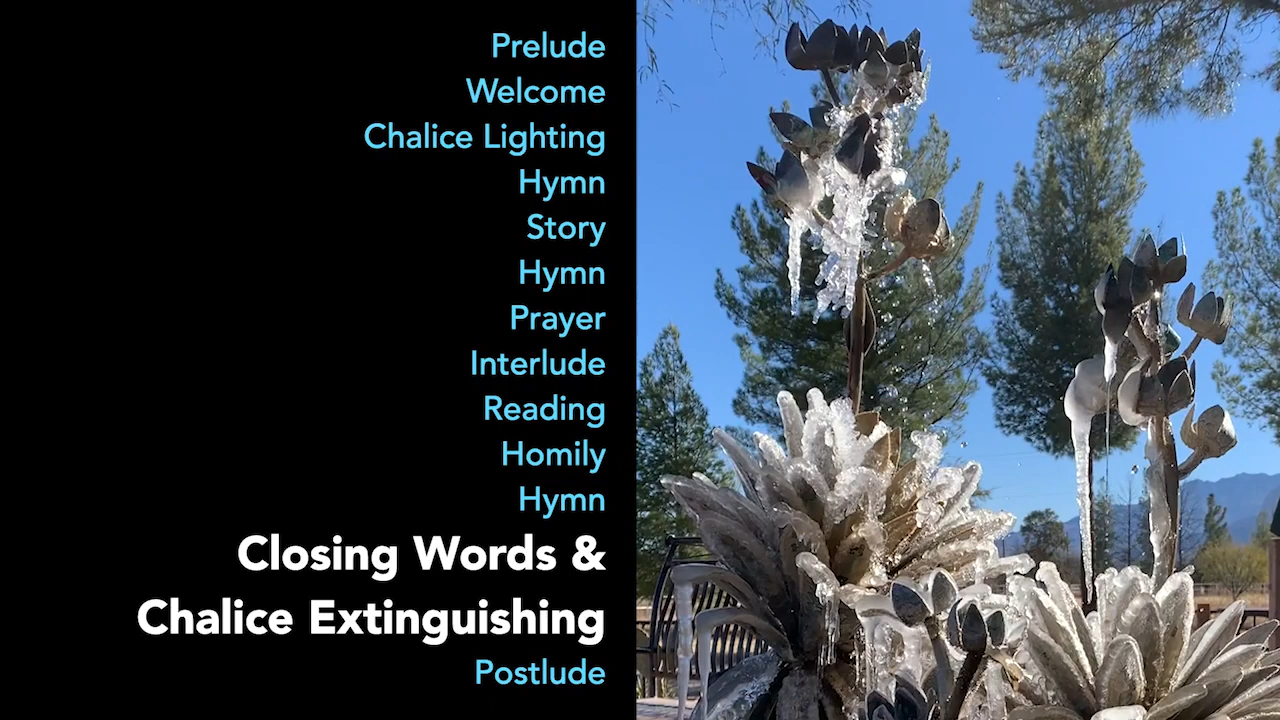 Prelude
Welcome
Chalice Lighting
Hymn
Story
Hymn
Prayer
Interlude
Reading
Homily
Hymn
Closing Words &
Chalice Extinguishing
Postlude